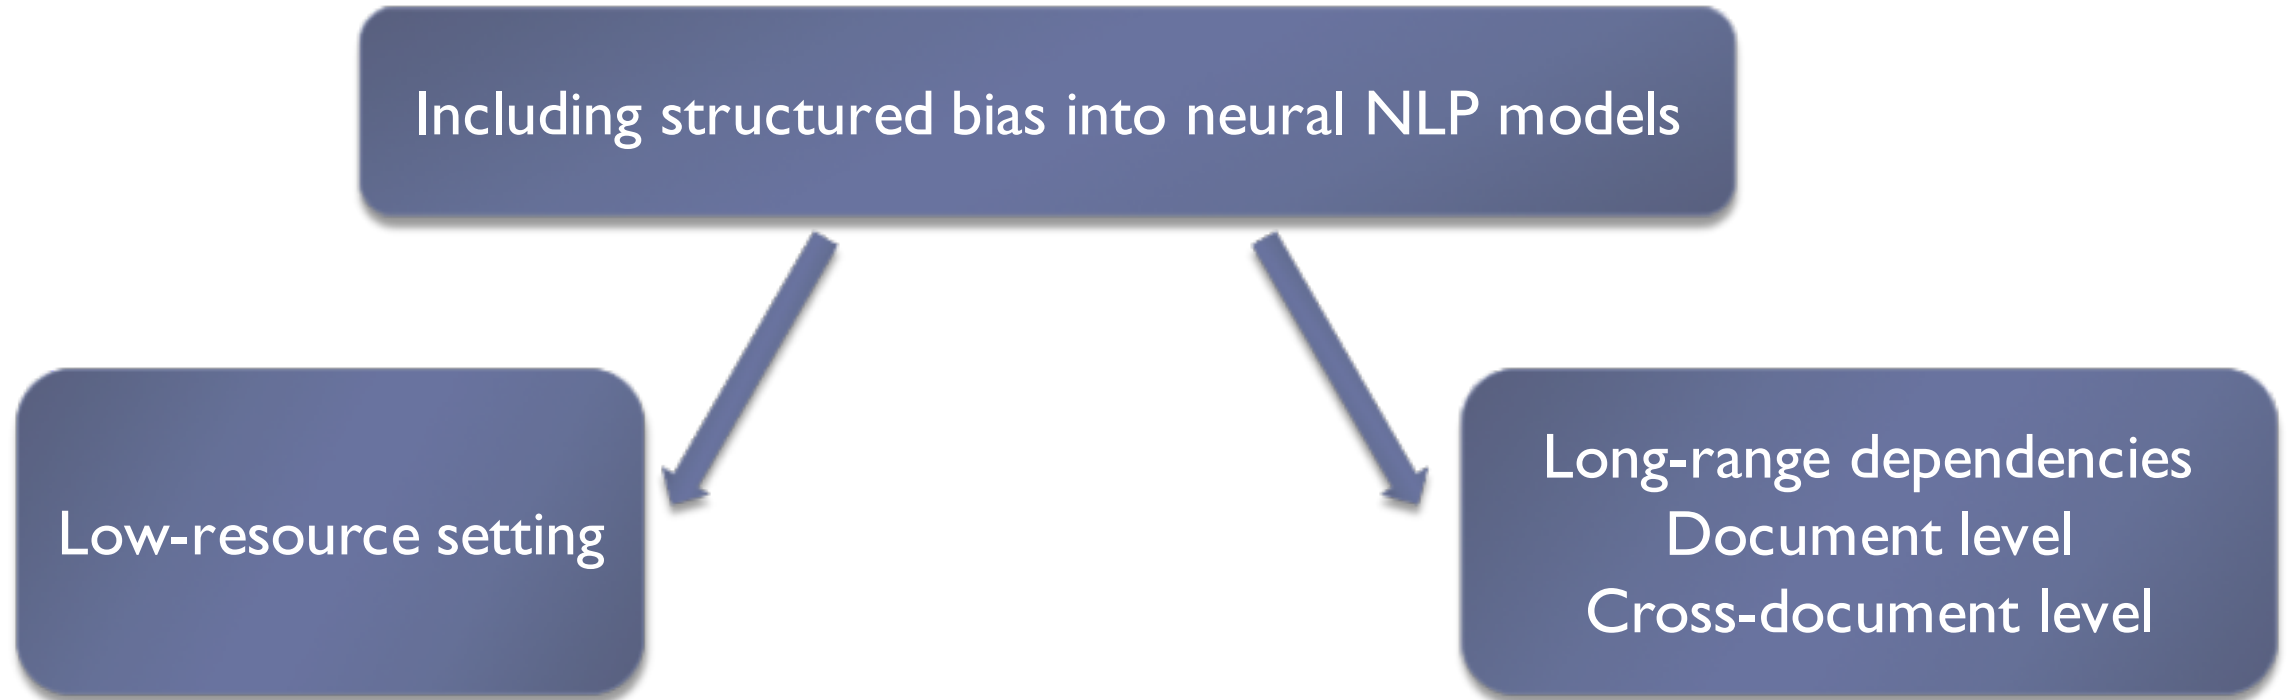 Including structured bias into neural NLP models
Low-resource setting
Long-range dependencies
Document level
Cross-document level